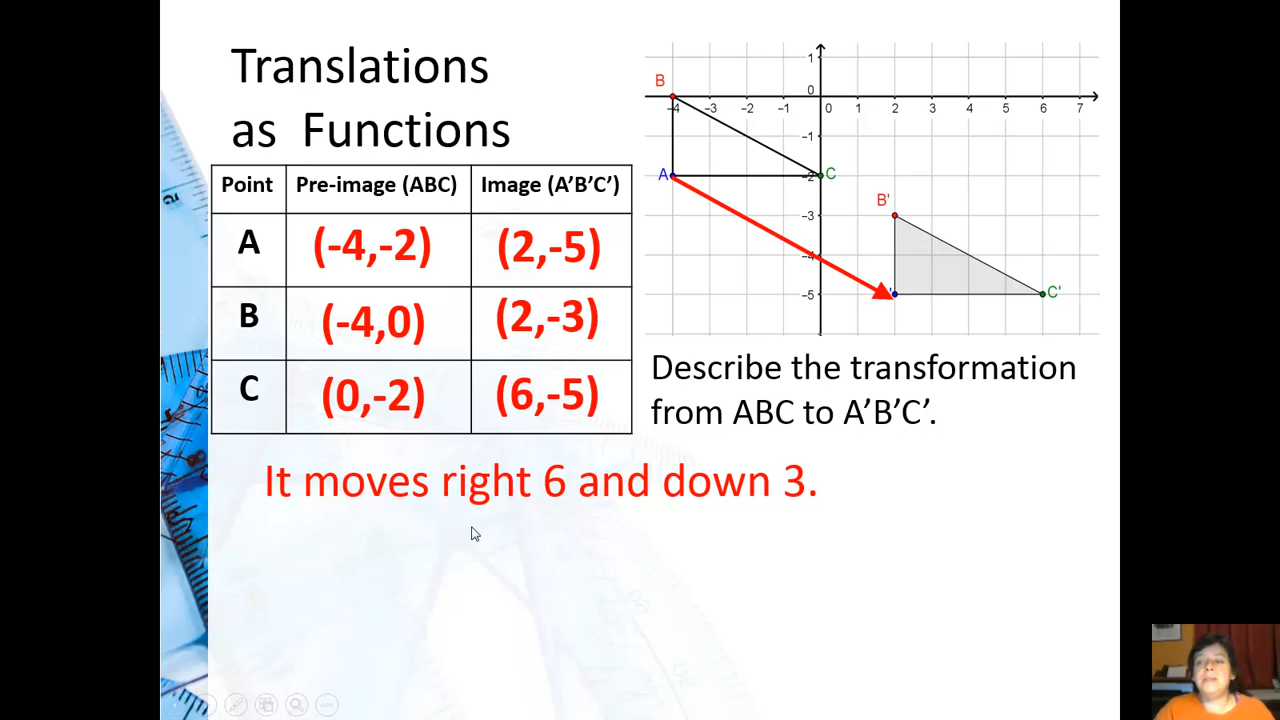 Translations
as Functions
Point Pre-image (ABC) Image (A’B’C’)
A (-4,-2) (2,-5)
B (-4,0) (2,-3)
C (0,-2) (6,-5)
1
B
0
-4 -3 -2 -1 0 1 2 3 4 5 6 7
-1
A -2 C
B'
-3
-4
-5 ' C'
Describe the transformation
from ABC to A’B’C’.
It moves right 6 and down 3.